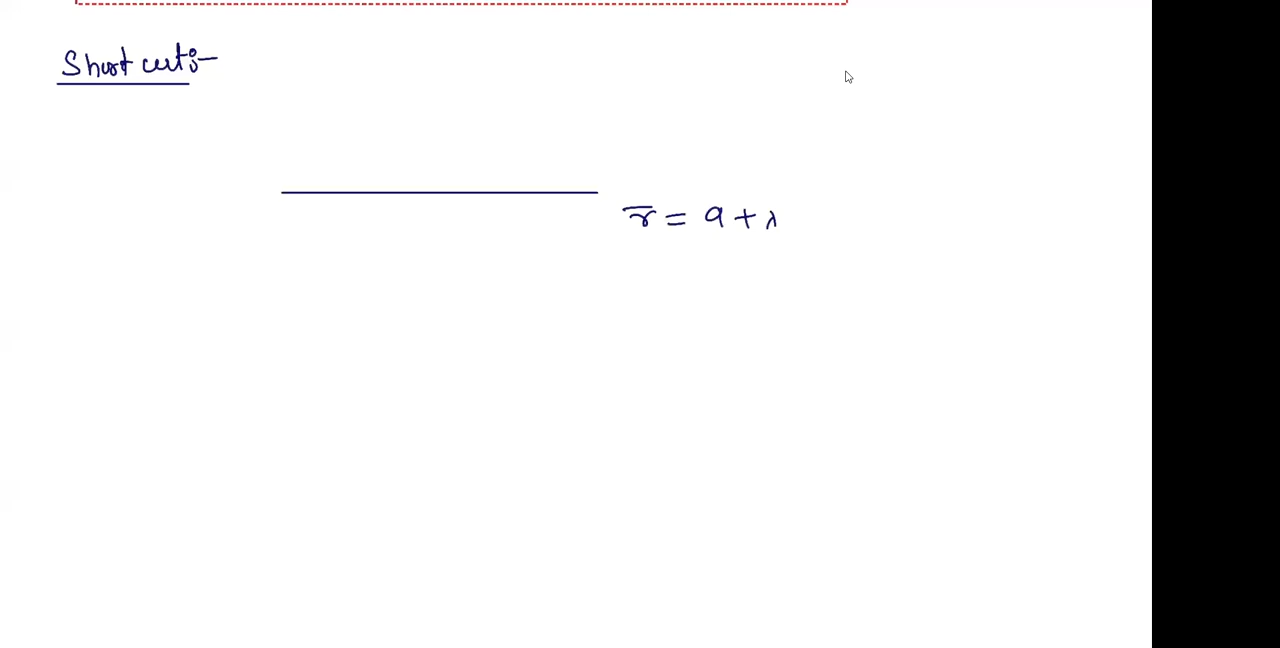 Short cuts:-
r̅ = a + λ